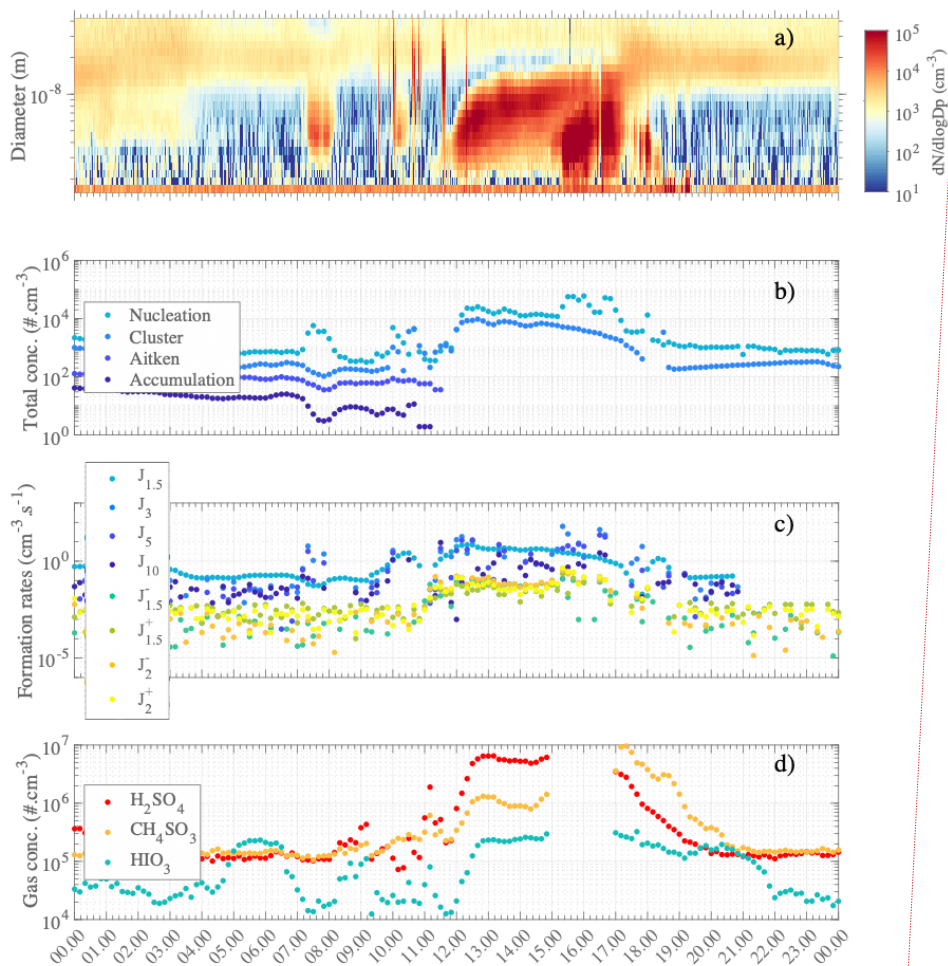 a)
Diameter (m)
10⁻⁸
10⁵
10⁴
10³
10²
10¹
dN/dlogDp (cm⁻³)
b)
Total conc. (#.cm⁻³)
10⁶
10⁴
10²
10⁰
Nucleation
Cluster
Aitken
Accumulation
c)
Formation rates (cm⁻³ s⁻¹)
10⁰
10⁻⁵
J₁.₅
J₃
J₅
J₁₀
J⁻₁.₅
J⁺₁.₅
J⁻₂
J⁺₂
d)
Gas conc. (#.cm⁻³)
10⁷
10⁶
10⁵
10⁴
H₂SO₄
CH₄SO₃
HIO₃
00.00 01.00 02.00 03.00 04.00 05.00 06.00 07.00 08.00 09.00 10.00 11.00 12.00 13.00 14.00 15.00 16.00 17.00 18.00 19.00 20.00 21.00 22.00 23.00 00.00